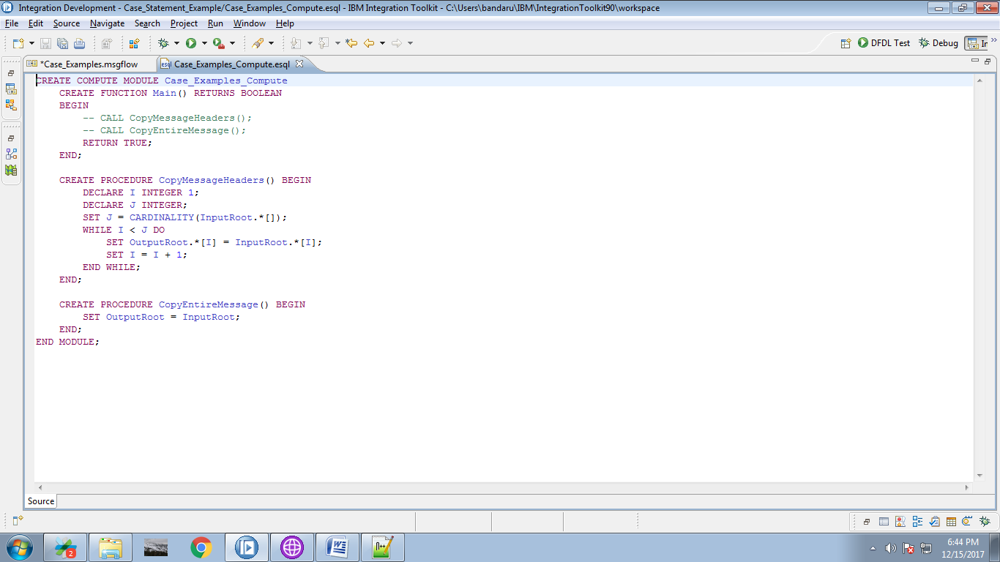 Integration Development - Case_Statement_Example/Case_Examples_Compute.esql - IBM Integration Toolkit - C:\Users\bandaru\IBM\IntegrationToolkit90\workspace
File Edit Source Navigate Search Project Run Window Help
DFDL Test Debug In
*Case_Examples.msgflow Case_Examples_Compute.esql
CREATE COMPUTE MODULE Case_Examples_Compute
CREATE FUNCTION Main() RETURNS BOOLEAN
BEGIN
-- CALL CopyMessageHeaders();
-- CALL CopyEntireMessage();
RETURN TRUE;
END;
CREATE PROCEDURE CopyMessageHeaders() BEGIN
DECLARE I INTEGER 1;
DECLARE J INTEGER;
SET J = CARDINALITY(InputRoot.*[]);
WHILE I < J DO
SET OutputRoot.*[I] = InputRoot.*[I];
SET I = I + 1;
END WHILE;
END;
CREATE PROCEDURE CopyEntireMessage() BEGIN
SET OutputRoot = InputRoot;
END;
END MODULE;
Source
2
6:44 PM
12/15/2017